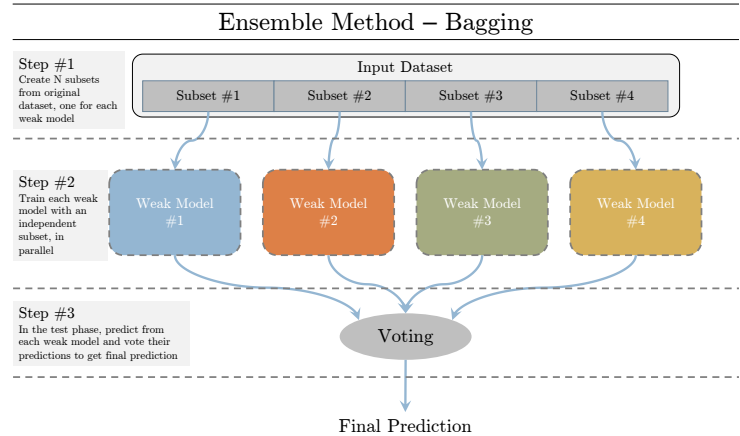 Ensemble Method – Bagging
Step #1
Create N subsets
from original
dataset, one for each
weak model
Input Dataset
Subset #1
Subset #2
Subset #3
Subset #4
Step #2
Train each weak
model with an
independent
subset, in
parallel
Weak Model
#1
Weak Model
#2
Weak Model
#3
Weak Model
#4
Step #3
In the test phase, predict from
each weak model and vote their
predictions to get final prediction
Voting
Final Prediction